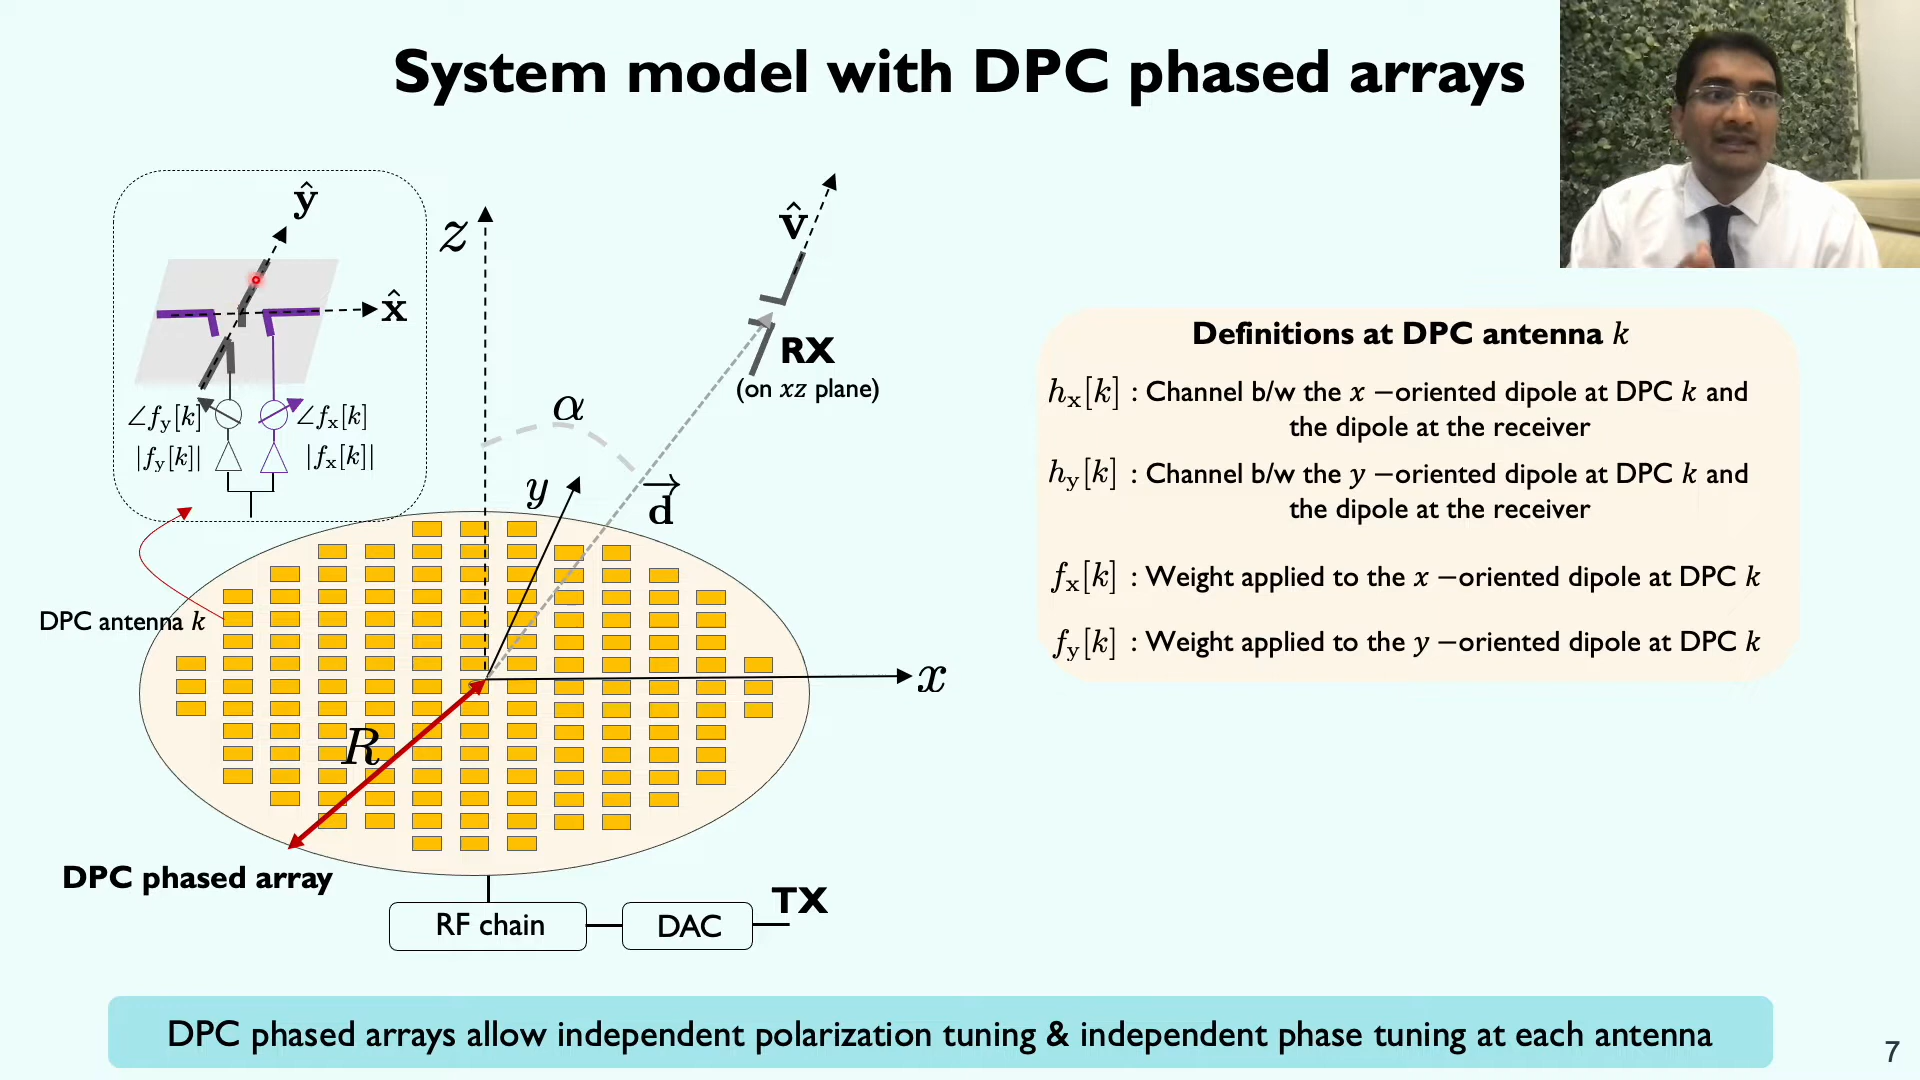 System model with DPC phased arrays
ŷ
x̂
∠f_y[k]
∠f_x[k]
|f_y[k]|
|f_x[k]|
z
v̂
RX
(on xz plane)
α
y
d⃗
DPC antenna k
x
R
DPC phased array
RF chain
DAC
TX
Definitions at DPC antenna k
h_x[k] : Channel b/w the x −oriented dipole at DPC k and
the dipole at the receiver
h_y[k] : Channel b/w the y −oriented dipole at DPC k and
the dipole at the receiver
f_x[k] : Weight applied to the x −oriented dipole at DPC k
f_y[k] : Weight applied to the y −oriented dipole at DPC k
DPC phased arrays allow independent polarization tuning & independent phase tuning at each antenna
7